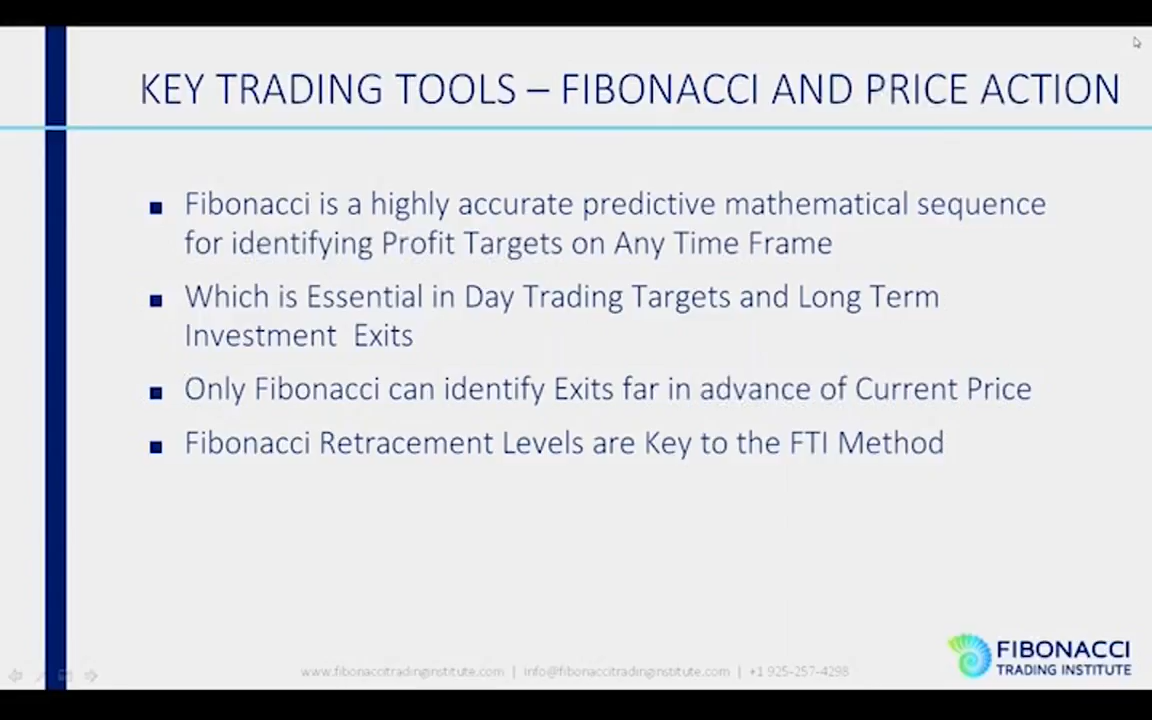 KEY TRADING TOOLS – FIBONACCI AND PRICE ACTION
■ Fibonacci is a highly accurate predictive mathematical sequence
for identifying Profit Targets on Any Time Frame
■ Which is Essential in Day Trading Targets and Long Term
Investment  Exits
■ Only Fibonacci can identify Exits far in advance of Current Price
■ Fibonacci Retracement Levels are Key to the FTI Method
www.fibonaccitradinginstitute.com | info@fibonaccitradinginstitute.com | +1 925-257-4298
FIBONACCI
TRADING INSTITUTE